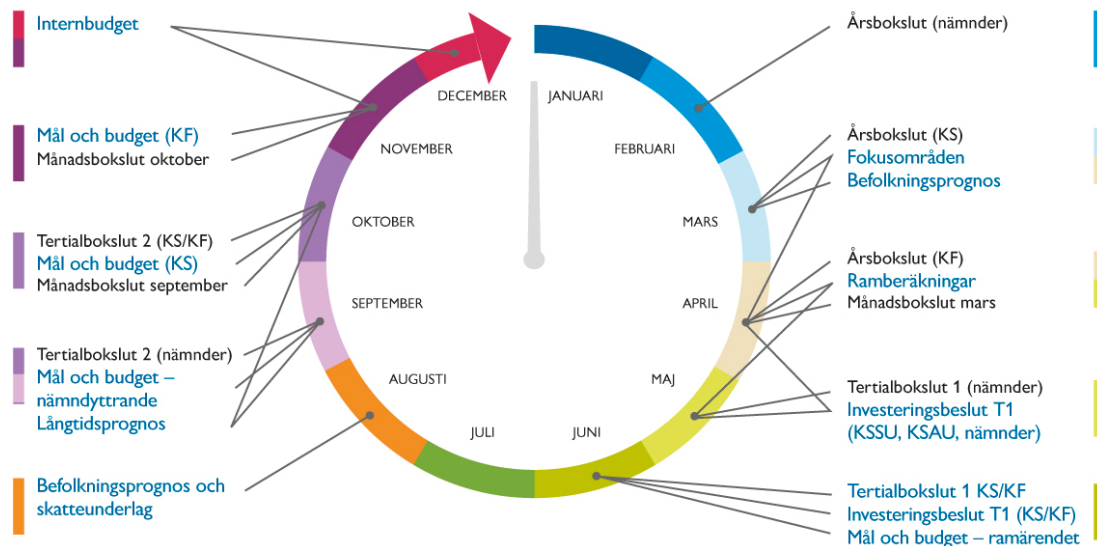 Internbudget
Mål och budget (KF)
Månadsbokslut oktober
Tertialbokslut 2 (KS/KF)
Mål och budget (KS)
Månadsbokslut september
Tertialbokslut 2 (nämnder)
Mål och budget –
nämndyttrande
Långtidsprognos
Befolkningsprognos och
skatteunderlag
DECEMBER
JANUARI
NOVEMBER
FEBRUARI
OKTOBER
MARS
SEPTEMBER
APRIL
AUGUSTI
MAJ
JULI
JUNI
Årsbokslut (nämnder)
Årsbokslut (KS)
Fokusområden
Befolkningsprognos
Årsbokslut (KF)
Ramberäkningar
Månadsbokslut mars
Tertialbokslut 1 (nämnder)
Investeringsbeslut T1
(KSSU, KSAU, nämnder)
Tertialbokslut 1 KS/KF
Investeringsbeslut T1 (KS/KF)
Mål och budget – ramärendet